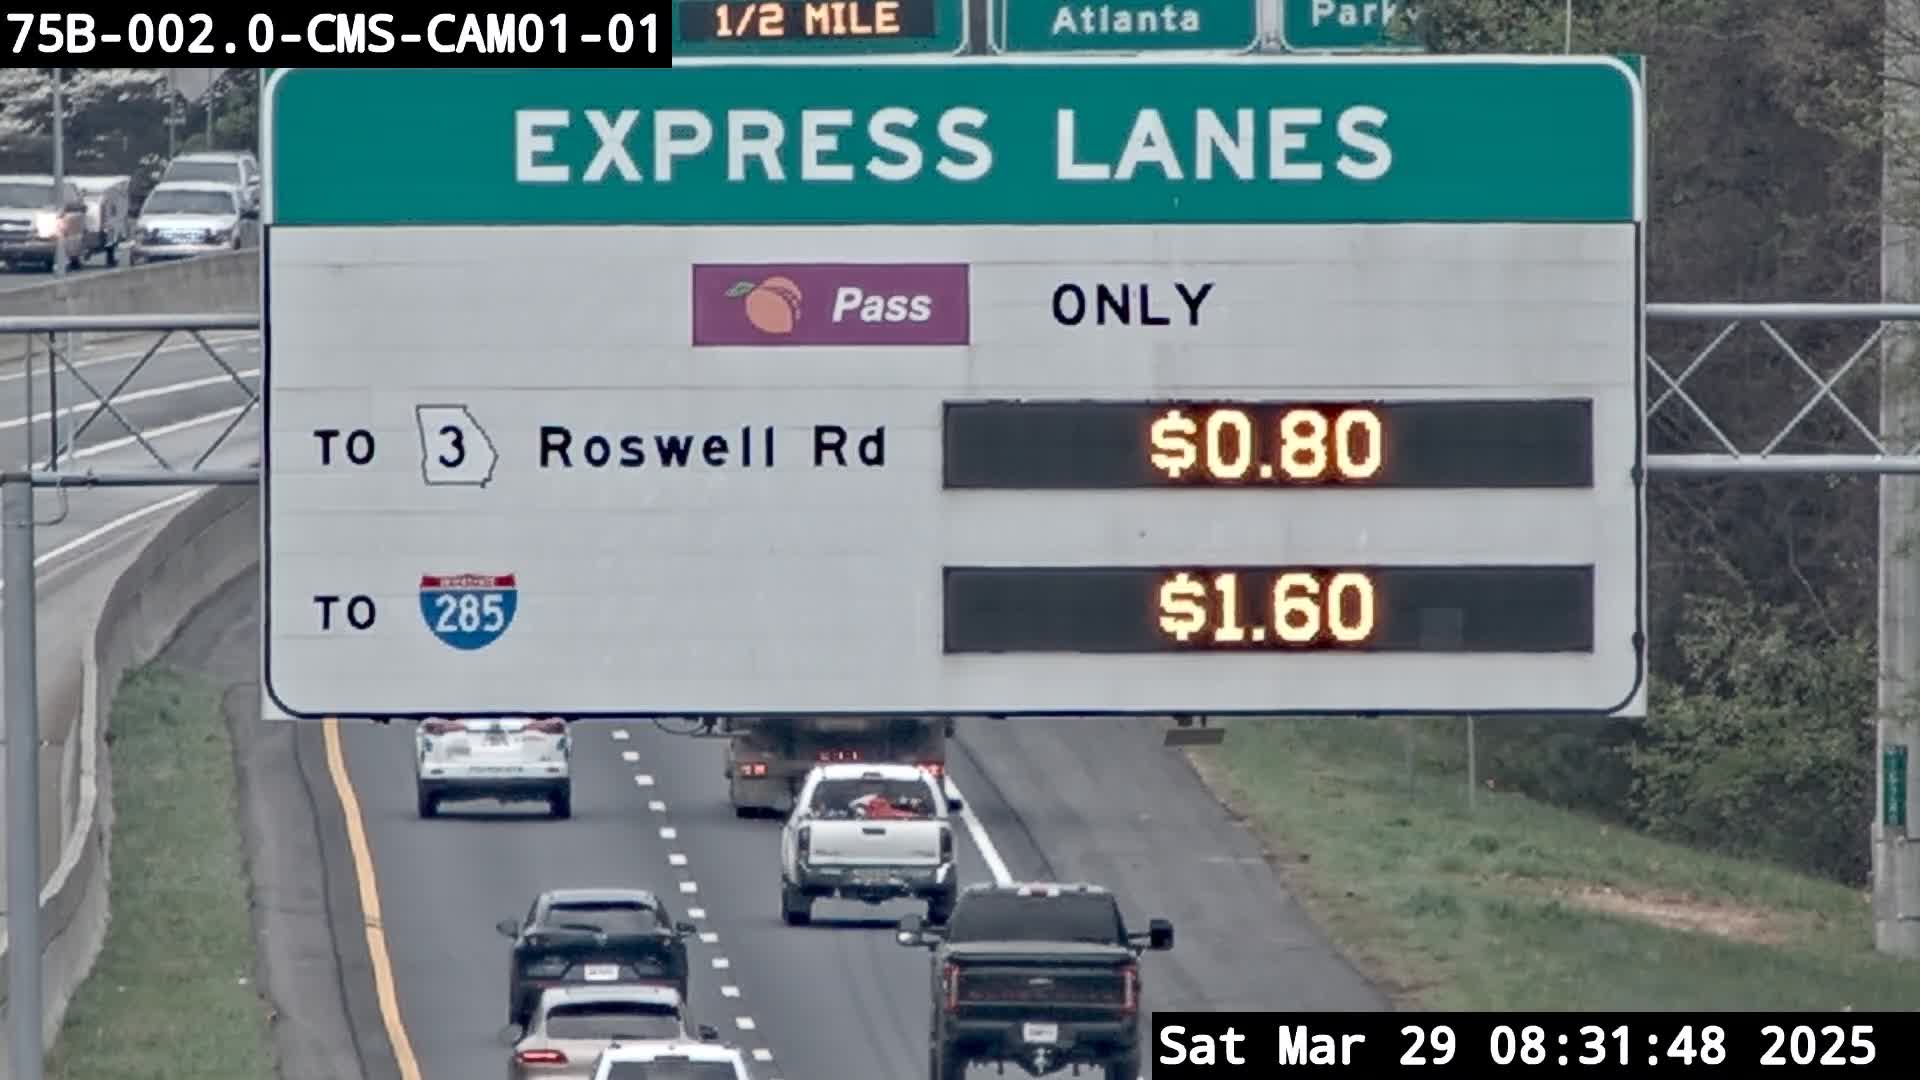 75B-002.0-CMS-CAM01-01
1/2 MILE
Atlanta
Park
EXPRESS LANES
Pass ONLY
TO 3 Roswell Rd $0.80
TO 285 $1.60
Sat Mar 29 08:31:48 2025